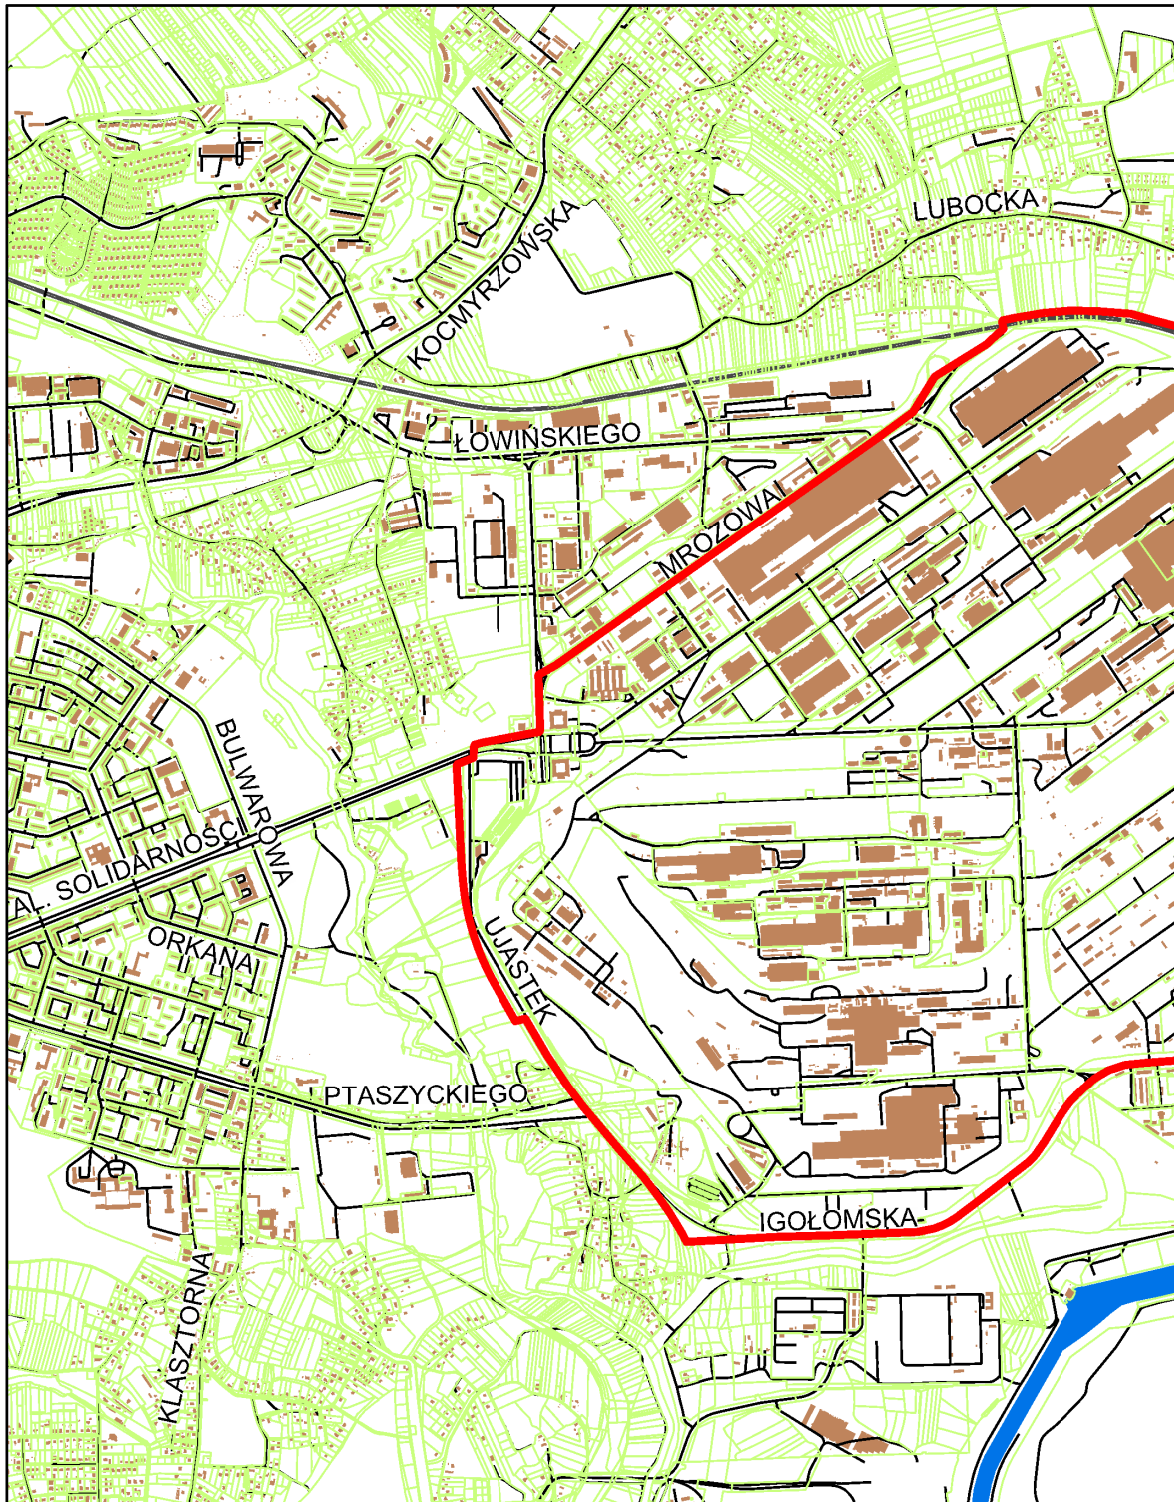 LUBOCKA
KOCMYRZOWSKA
ŁOWIŃSKIEGO
MROZOWA
BULWAROWA
AL. SOLIDARNOŚCI
ORKANA
UJASTEK
PTASZYCKIEGO
IGOŁOMSKA
KLASZTORNA